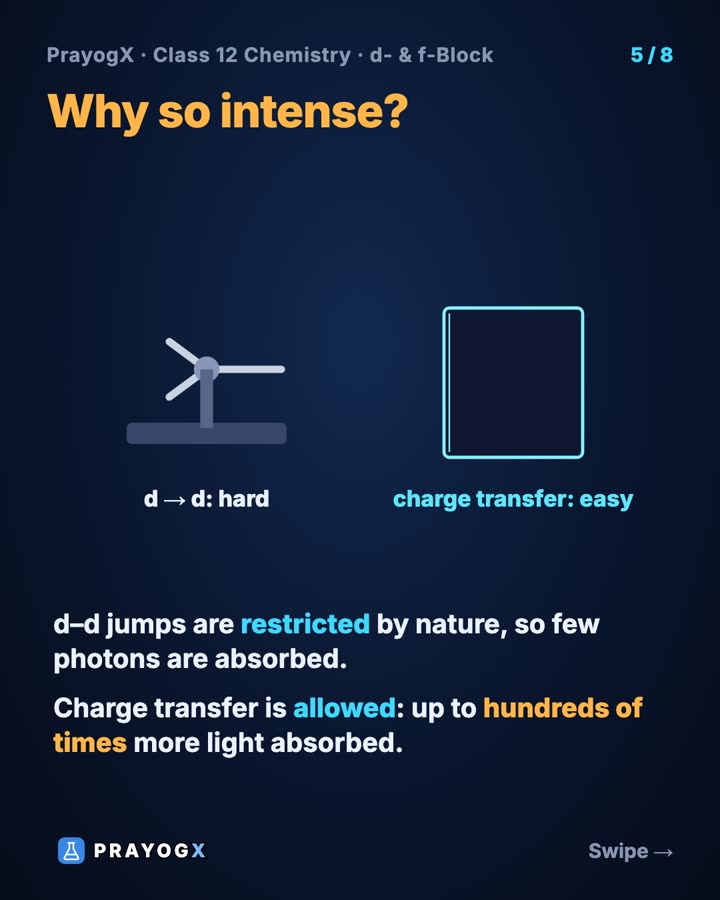 PrayogX · Class 12 Chemistry · d- & f-Block
5 / 8
Why so intense?
d → d: hard
charge transfer: easy
d–d jumps are restricted by nature, so few
photons are absorbed.
Charge transfer is allowed: up to hundreds of
times more light absorbed.
PRAYOGX
Swipe →